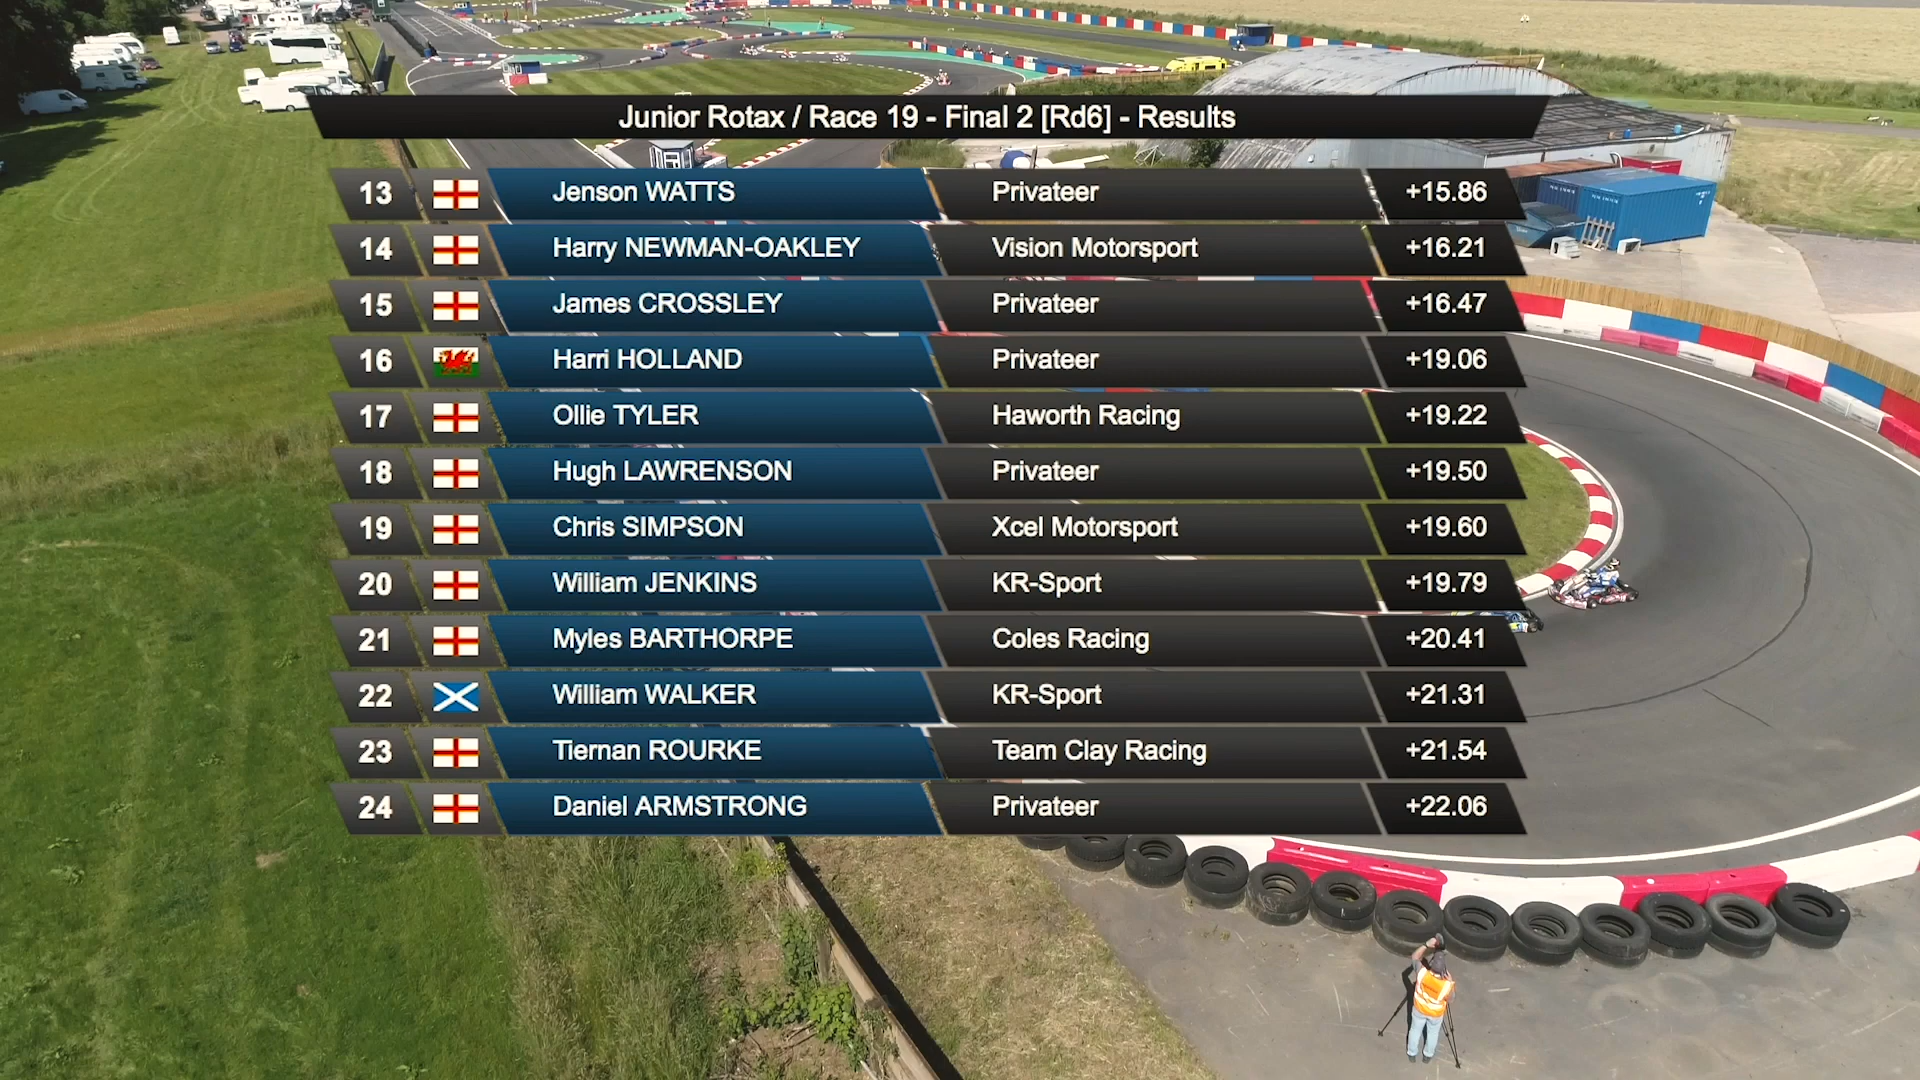 Junior Rotax / Race 19 - Final 2 [Rd6] - Results
13 Jenson WATTS Privateer +15.86
14 Harry NEWMAN-OAKLEY Vision Motorsport +16.21
15 James CROSSLEY Privateer +16.47
16 Harri HOLLAND Privateer +19.06
17 Ollie TYLER Haworth Racing +19.22
18 Hugh LAWRENSON Privateer +19.50
19 Chris SIMPSON Xcel Motorsport +19.60
20 William JENKINS KR-Sport +19.79
21 Myles BARTHORPE Coles Racing +20.41
22 William WALKER KR-Sport +21.31
23 Tiernan ROURKE Team Clay Racing +21.54
24 Daniel ARMSTRONG Privateer +22.06